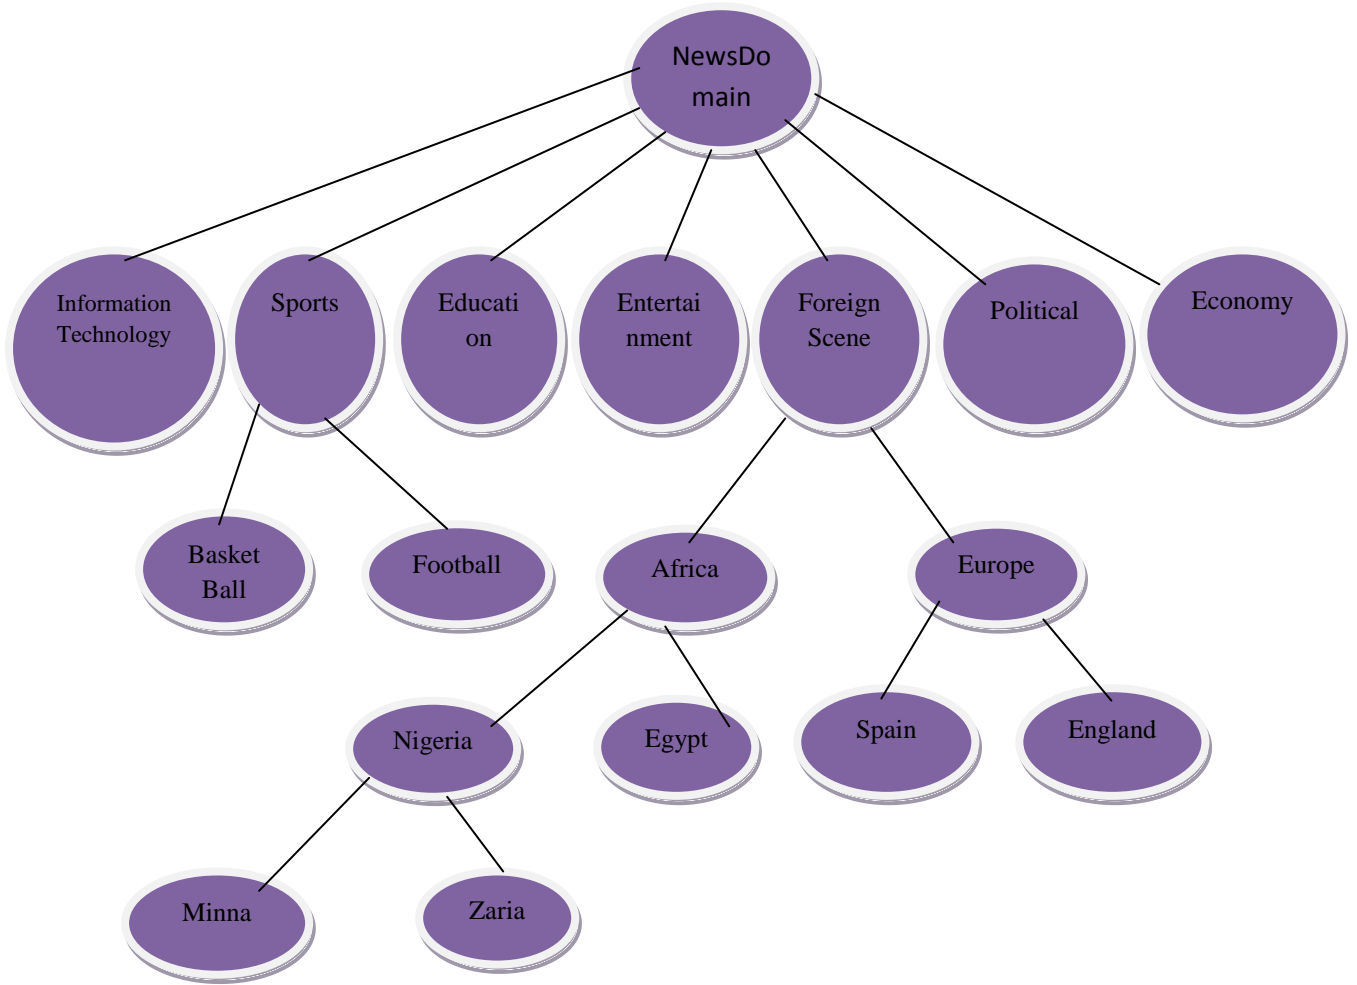 NewsDo
main
Information
Technology
Sports
Educati
on
Entertai
nment
Foreign
Scene
Political
Economy
Basket
Ball
Football
Africa
Europe
Nigeria
Egypt
Spain
England
Minna
Zaria